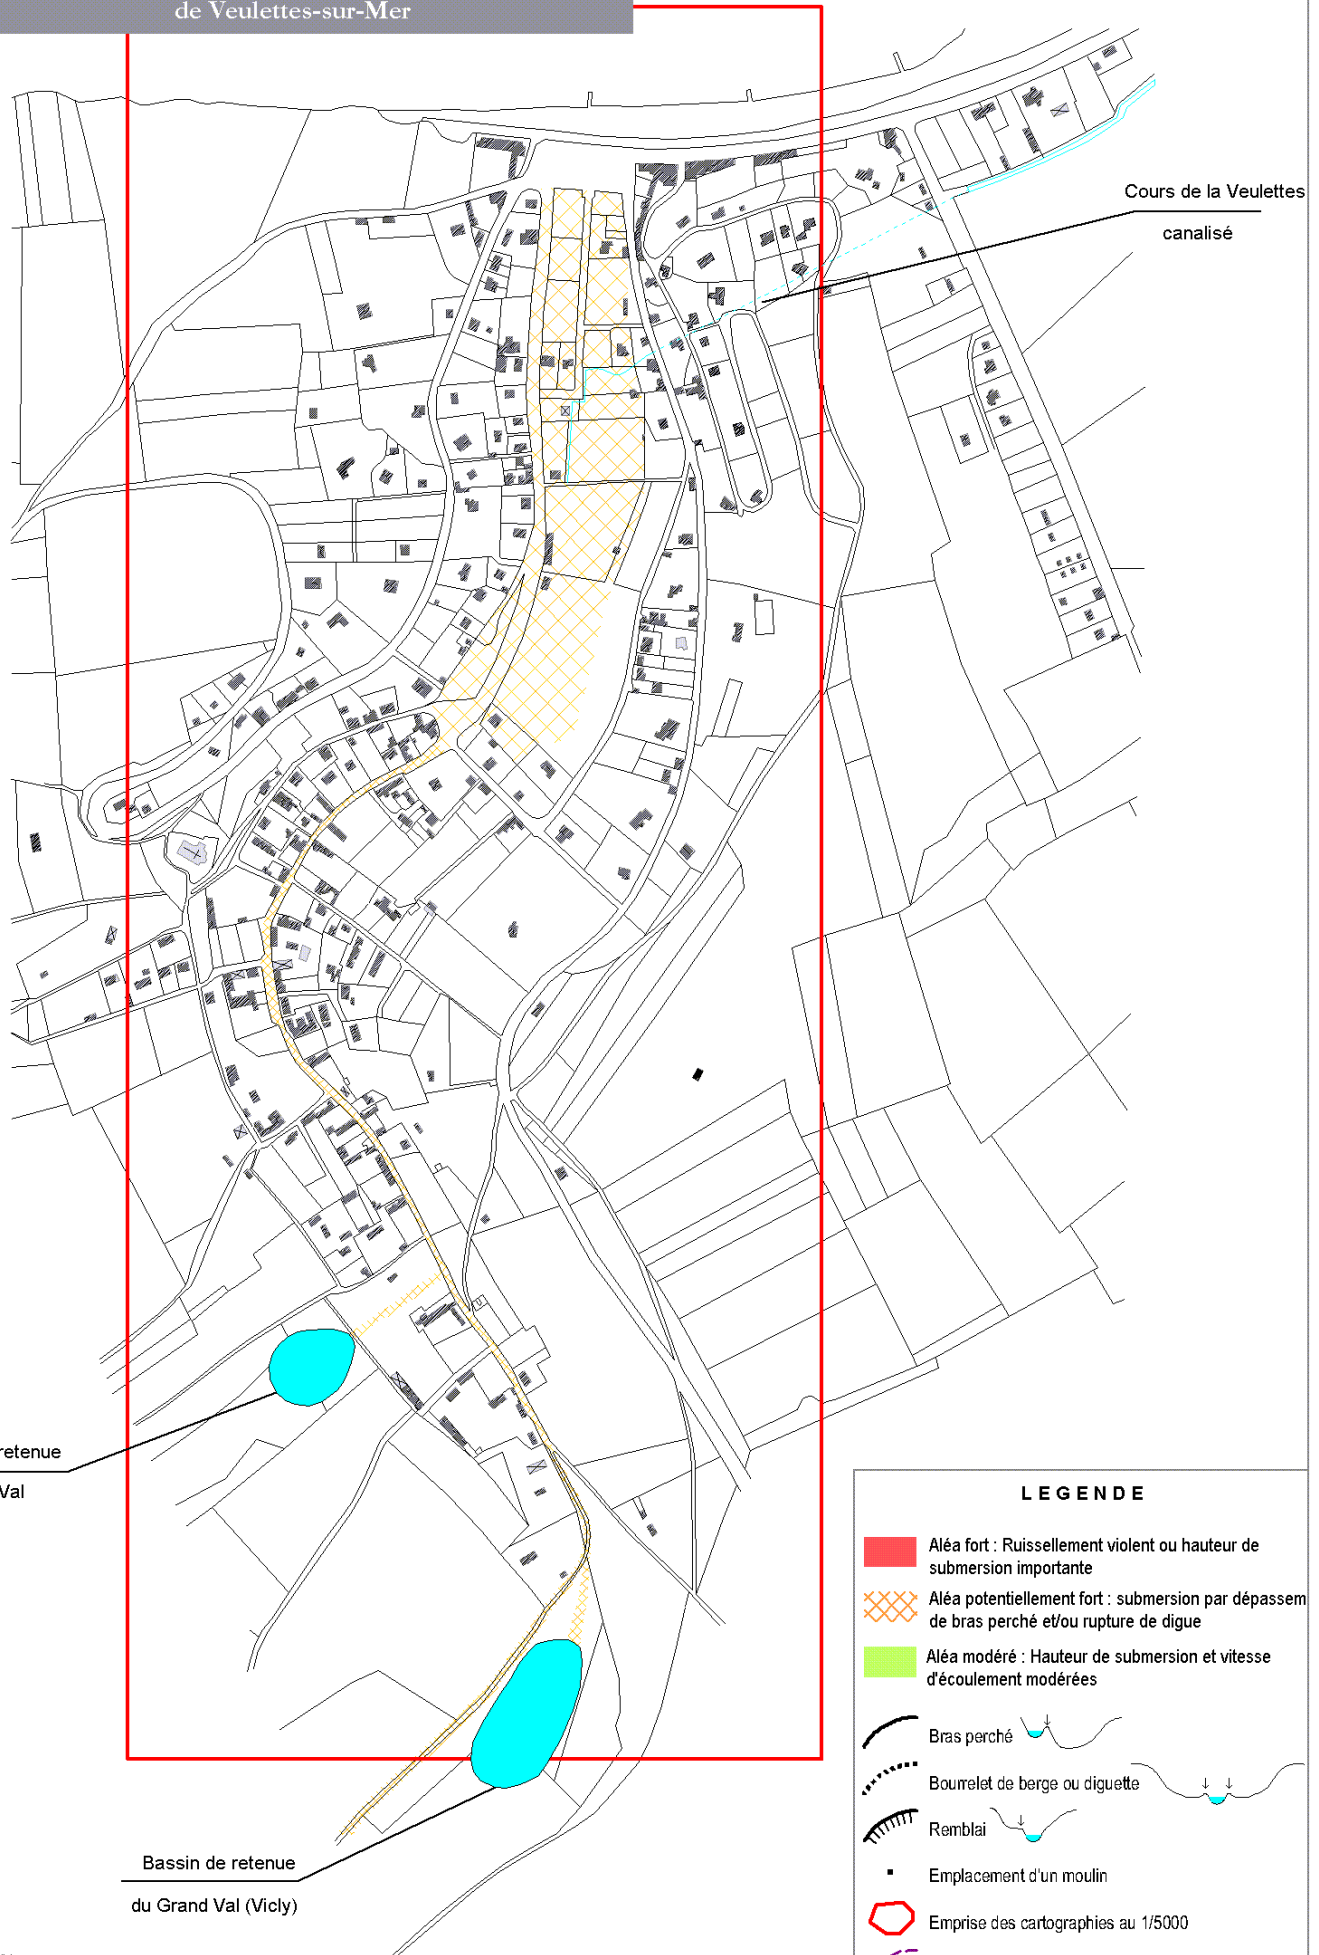 de Veulettes-sur-Mer
Cours de la Veulettes
canalisé
retenue
Val
Bassin de retenue
du Grand Val (Vicly)
LEGENDE
Aléa fort : Ruissellement violent ou hauteur de
submersion importante
Aléa potentiellement fort : submersion par dépassem
de bras perché et/ou rupture de digue
Aléa modéré : Hauteur de submersion et vitesse
d'écoulement modérées
Bras perché
Bourrelet de berge ou diguette
Remblai
Emplacement d'un moulin
Emprise des cartographies au 1/5000